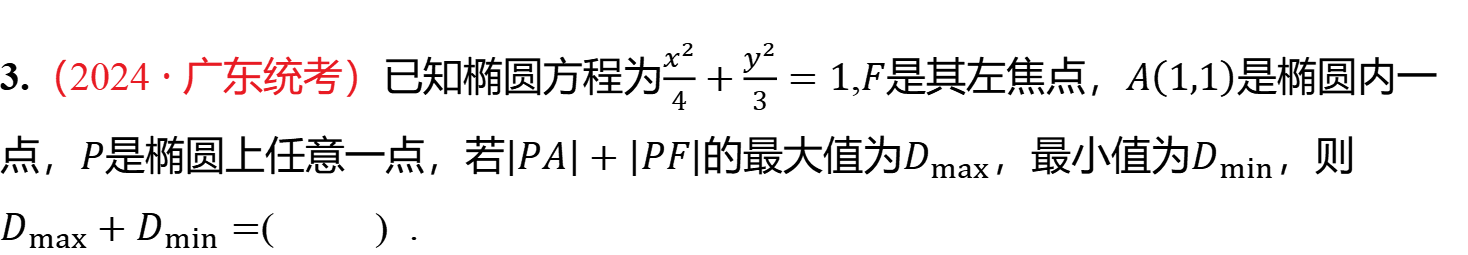 3.（2024·广东统考）已知椭圆方程为x²/4 + y²/3 = 1,F是其左焦点，A(1,1)是椭圆内一
点，P是椭圆上任意一点，若|PA| + |PF|的最大值为D_max，最小值为D_min，则
D_max + D_min =(    ) .